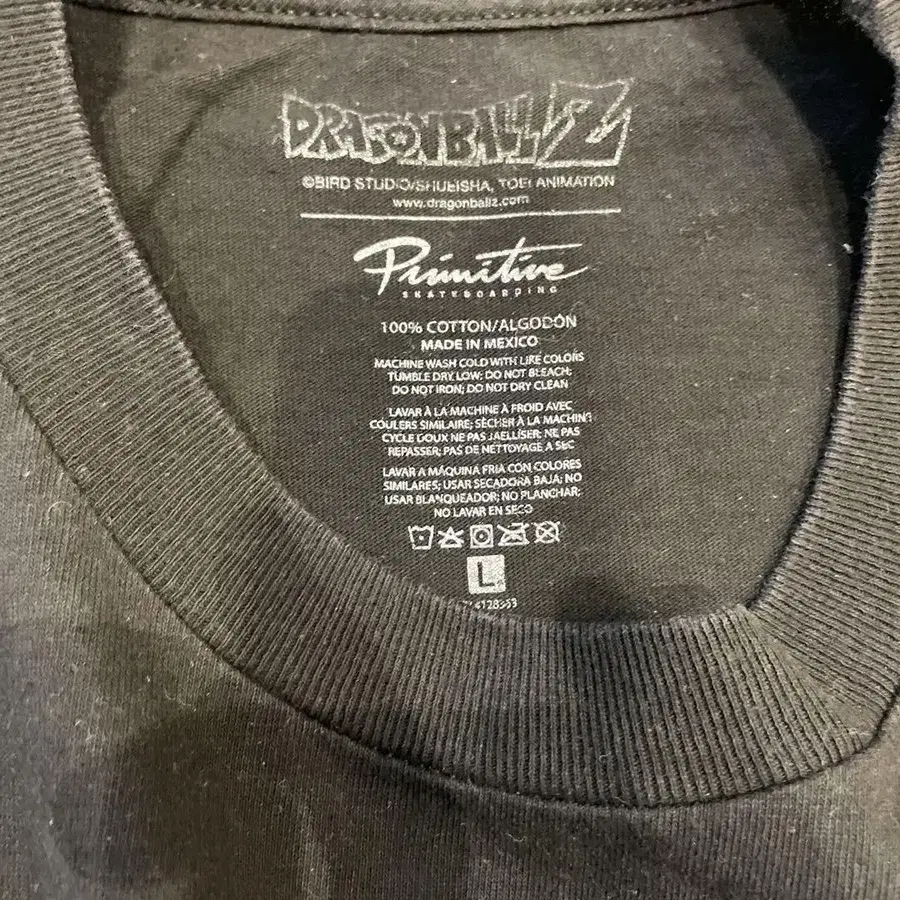 DRAGONBALL Z
©BIRD STUDIO/SHUEISHA, TOEI ANIMATION
www.dragonballz.com
Primitive
SKATEBOARDING
100% COTTON/ALGODÓN
MADE IN MEXICO
MACHINE WASH COLD WITH LIKE COLORS
TUMBLE DRY LOW; DO NOT BLEACH;
DO NOT IRON; DO NOT DRY CLEAN
LAVAR À LA MACHINE À FROID AVEC
COULERS SIMILAIRE; SÉCHER À LA MACHINE
CYCLE DOUX NE PAS JAELLISER: NE PAS
REPASSER; PAS DE NETTOYAGE A SEC
LAVAR A MÁQUINA FRIA CON COLORES
SIMILARES; USAR SECADORA BAJA; NO
USAR BLANQUEADOR; NO PLANCHAR;
NO LAVAR EN SECO
L